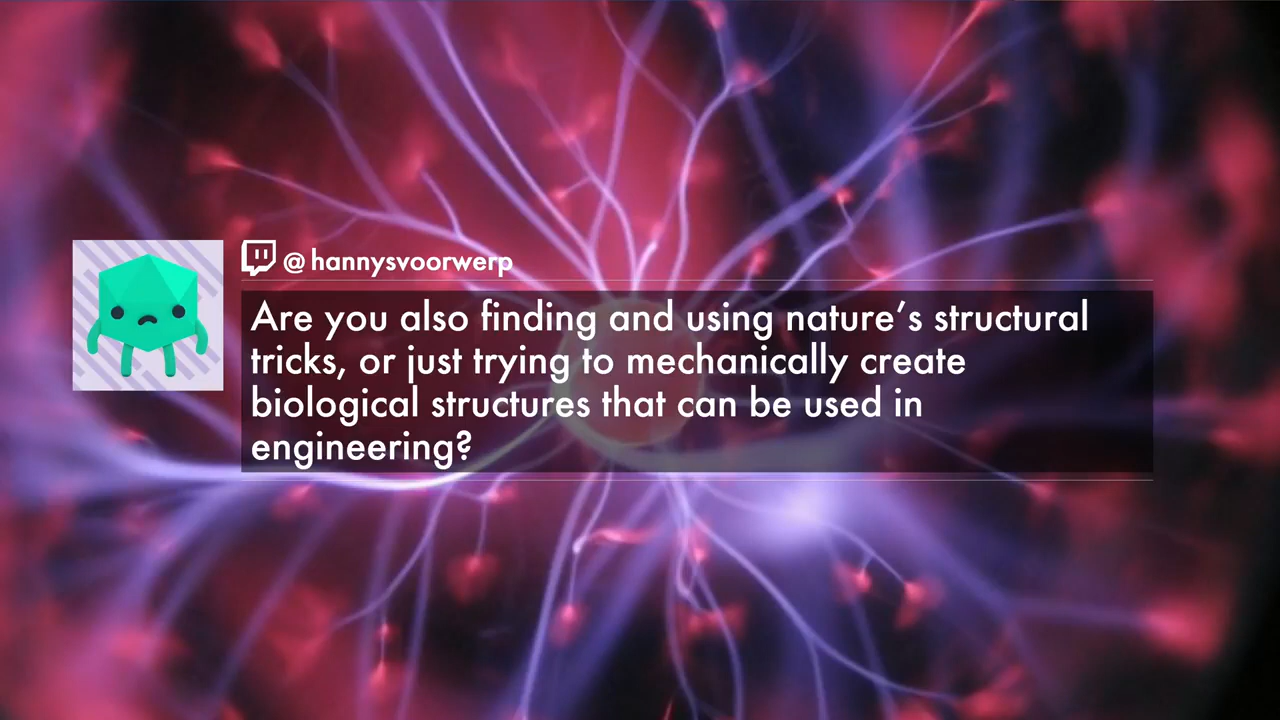 @hannysvoorwerp
Are you also finding and using nature’s structural
tricks, or just trying to mechanically create
biological structures that can be used in
engineering?